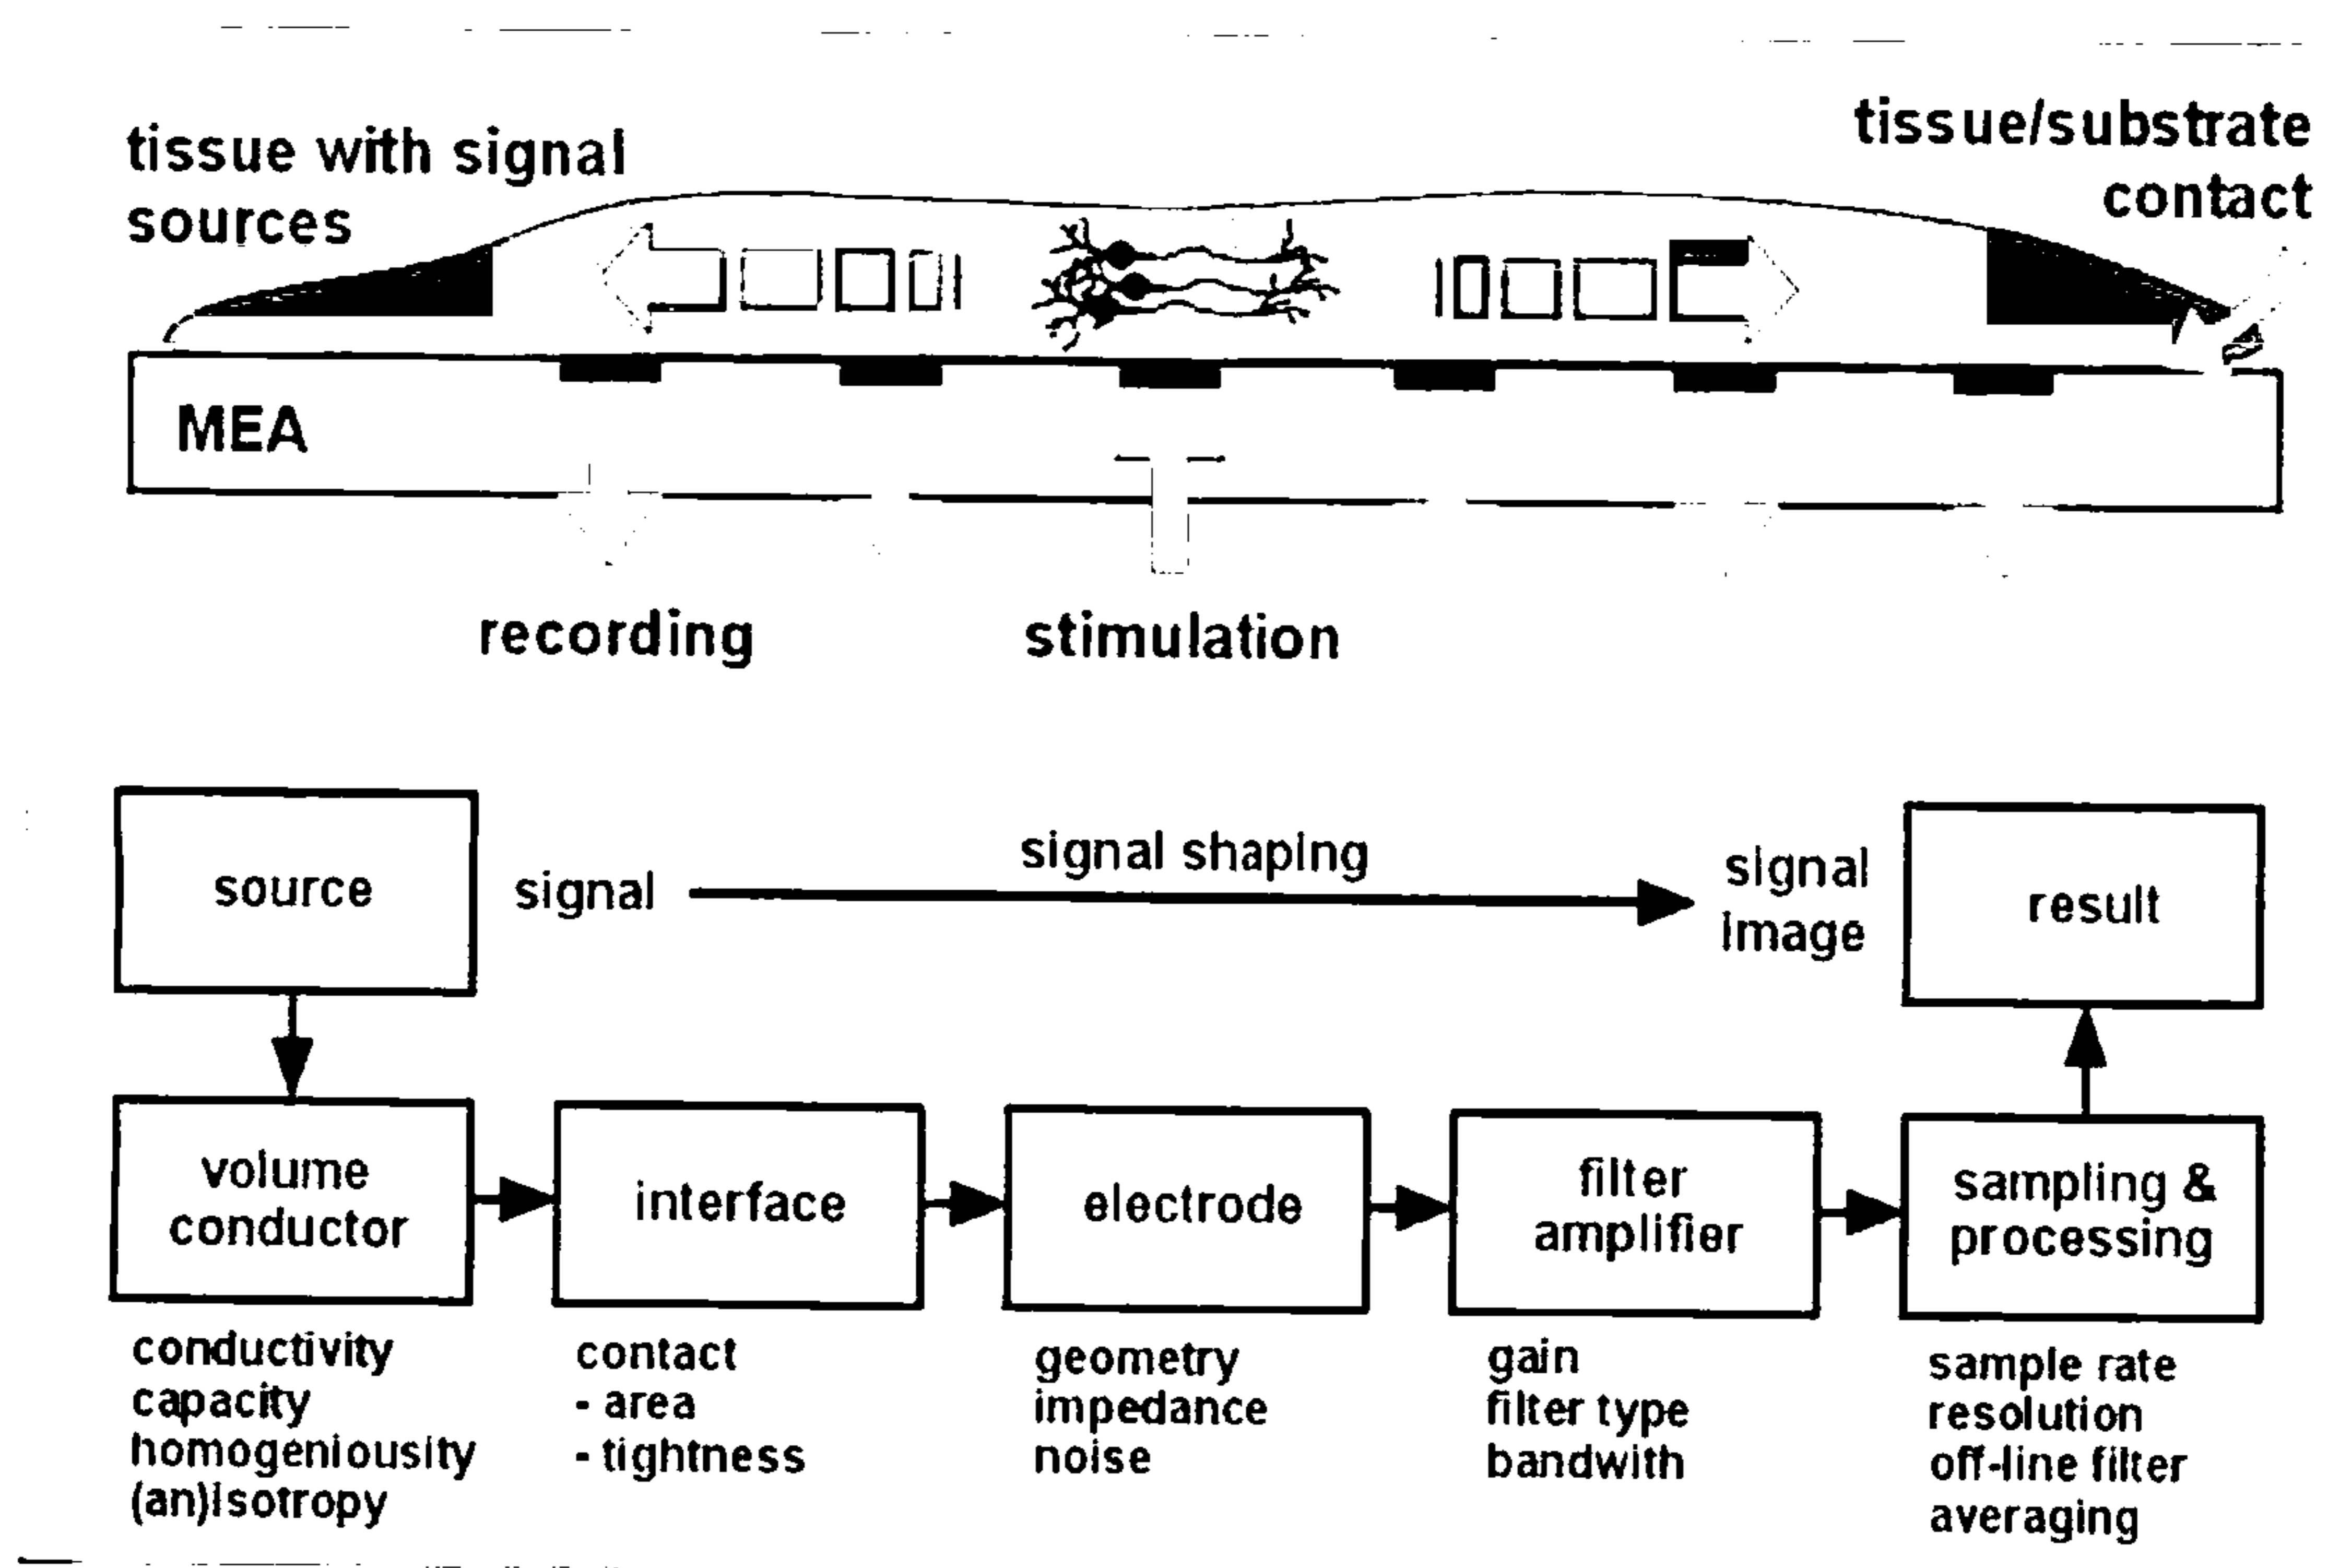 tissue with signal
sources
tissue/substrate
contact
MEA
recording
stimulation
source
signal
signal shaping
signal
image
result
volume
conductor
interface
electrode
filter
amplifier
sampling &
processing
conductivity
capacity
homogeniousity
(an)isotropy
contact
- area
- tightness
geometry
impedance
noise
gain
filter type
bandwith
sample rate
resolution
off-line filter
averaging